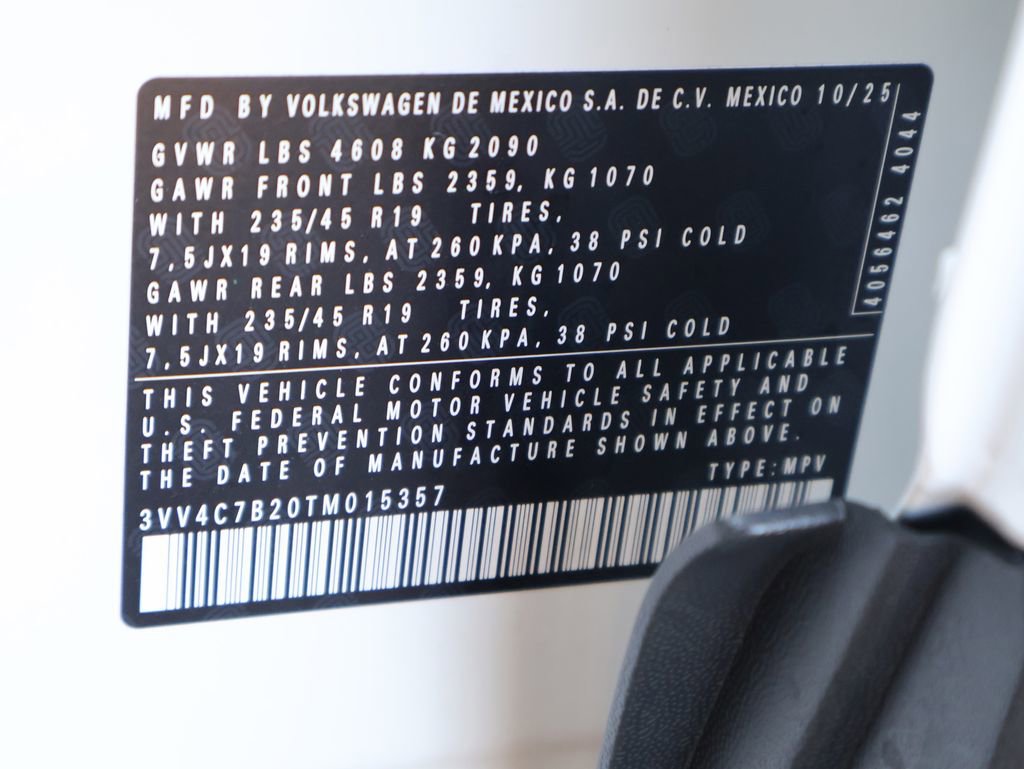 MFD BY VOLKSWAGEN DE MEXICO S.A. DE C.V. MEXICO 10/25
GVWR LBS 4608 KG 2090
GAWR FRONT LBS 2359, KG 1070
WITH 235/45 R19 TIRES,
7,5JX19 RIMS, AT 260 KPA, 38 PSI COLD
GAWR REAR LBS 2359, KG 1070
WITH 235/45 R19 TIRES,
7,5JX19 RIMS, AT 260 KPA, 38 PSI COLD
4056462 4044
THIS VEHICLE CONFORMS TO ALL APPLICABLE
U.S. FEDERAL MOTOR VEHICLE SAFETY AND
THEFT PREVENTION STANDARDS IN EFFECT ON
THE DATE OF MANUFACTURE SHOWN ABOVE.
3VV4C7B20TM015357 TYPE:MPV